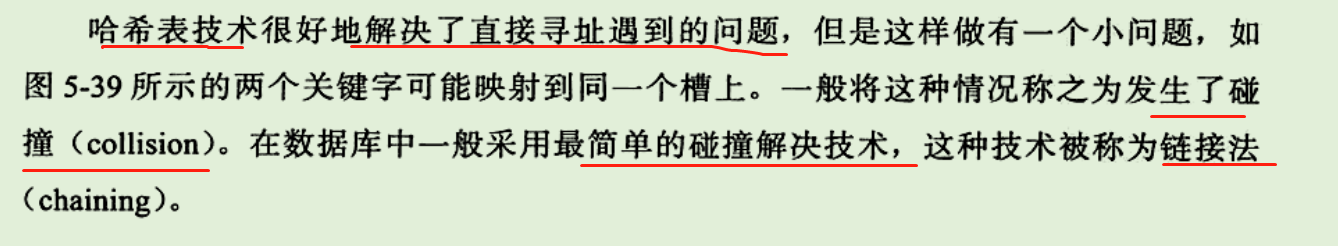 哈希表技术很好地解决了直接寻址遇到的问题，但是这样做有一个小问题，如
图 5-39 所示的两个关键字可能映射到同一个槽上。一般将这种情况称之为发生了碰
撞（collision）。在数据库中一般采用最简单的碰撞解决技术，这种技术被称为链接法
（chaining）。